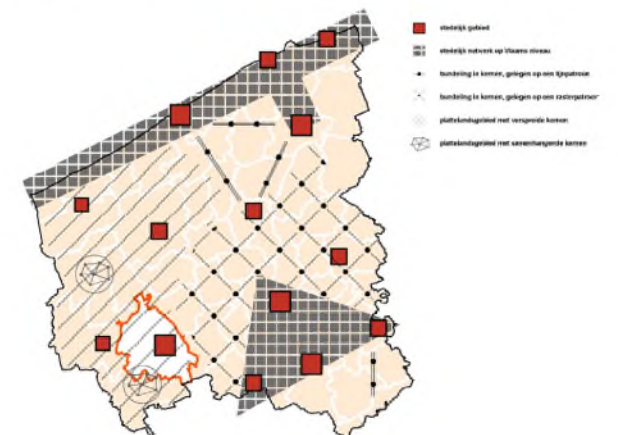 stedelijk gebied
stedelijk netwerk op Vlaams niveau
bundeling in kernen, gelegen op een lijnpatroon
bundeling in kernen, gelegen op een rasterpatroon
plattelandsgebied met verspreide kernen
plattelandsgebied met samenhangende kernen